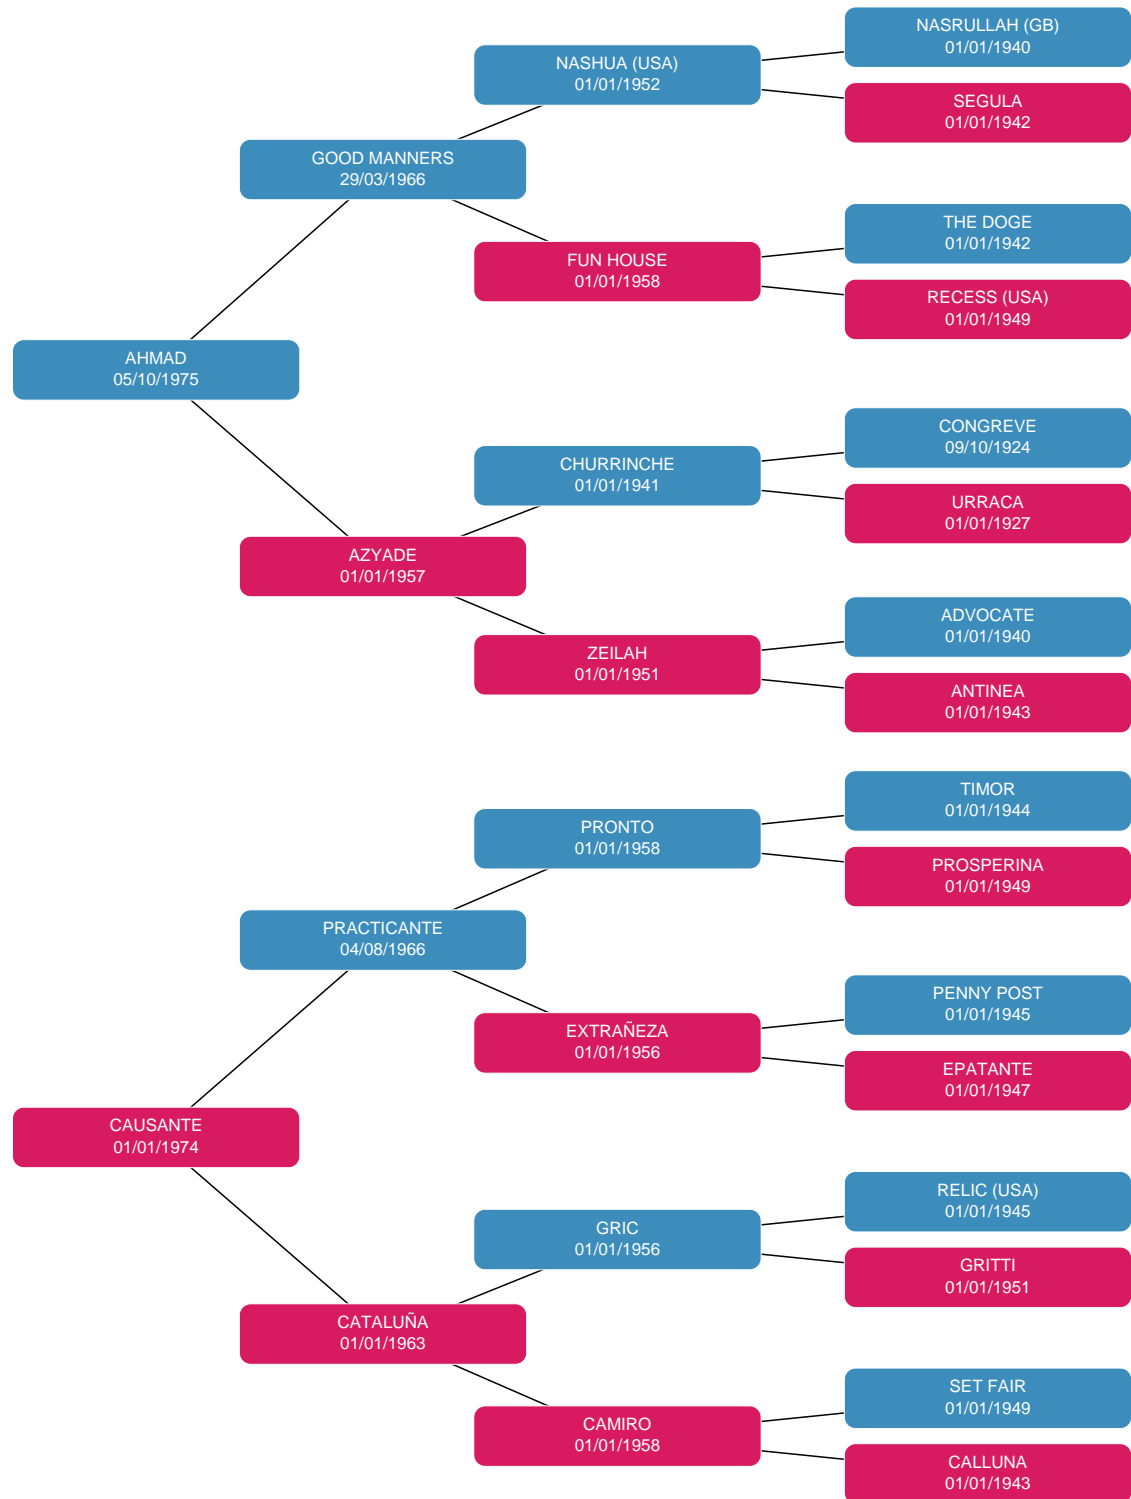 NASRULLAH (GB)
01/01/1940
NASHUA (USA)
01/01/1952
SEGULA
01/01/1942
GOOD MANNERS
29/03/1966
THE DOGE
01/01/1942
FUN HOUSE
01/01/1958
RECESS (USA)
01/01/1949
AHMAD
05/10/1975
CONGREVE
09/10/1924
CHURRINCHE
01/01/1941
URRACA
01/01/1927
AZYADE
01/01/1957
ADVOCATE
01/01/1940
ZEILAH
01/01/1951
ANTINEA
01/01/1943
TIMOR
01/01/1944
PRONTO
01/01/1958
PROSPERINA
01/01/1949
PRACTICANTE
04/08/1966
PENNY POST
01/01/1945
EXTRAÑEZA
01/01/1956
EPATANTE
01/01/1947
CAUSANTE
01/01/1974
RELIC (USA)
01/01/1945
GRIC
01/01/1956
GRITTI
01/01/1951
CATALUÑA
01/01/1963
SET FAIR
01/01/1949
CAMIRO
01/01/1958
CALLUNA
01/01/1943